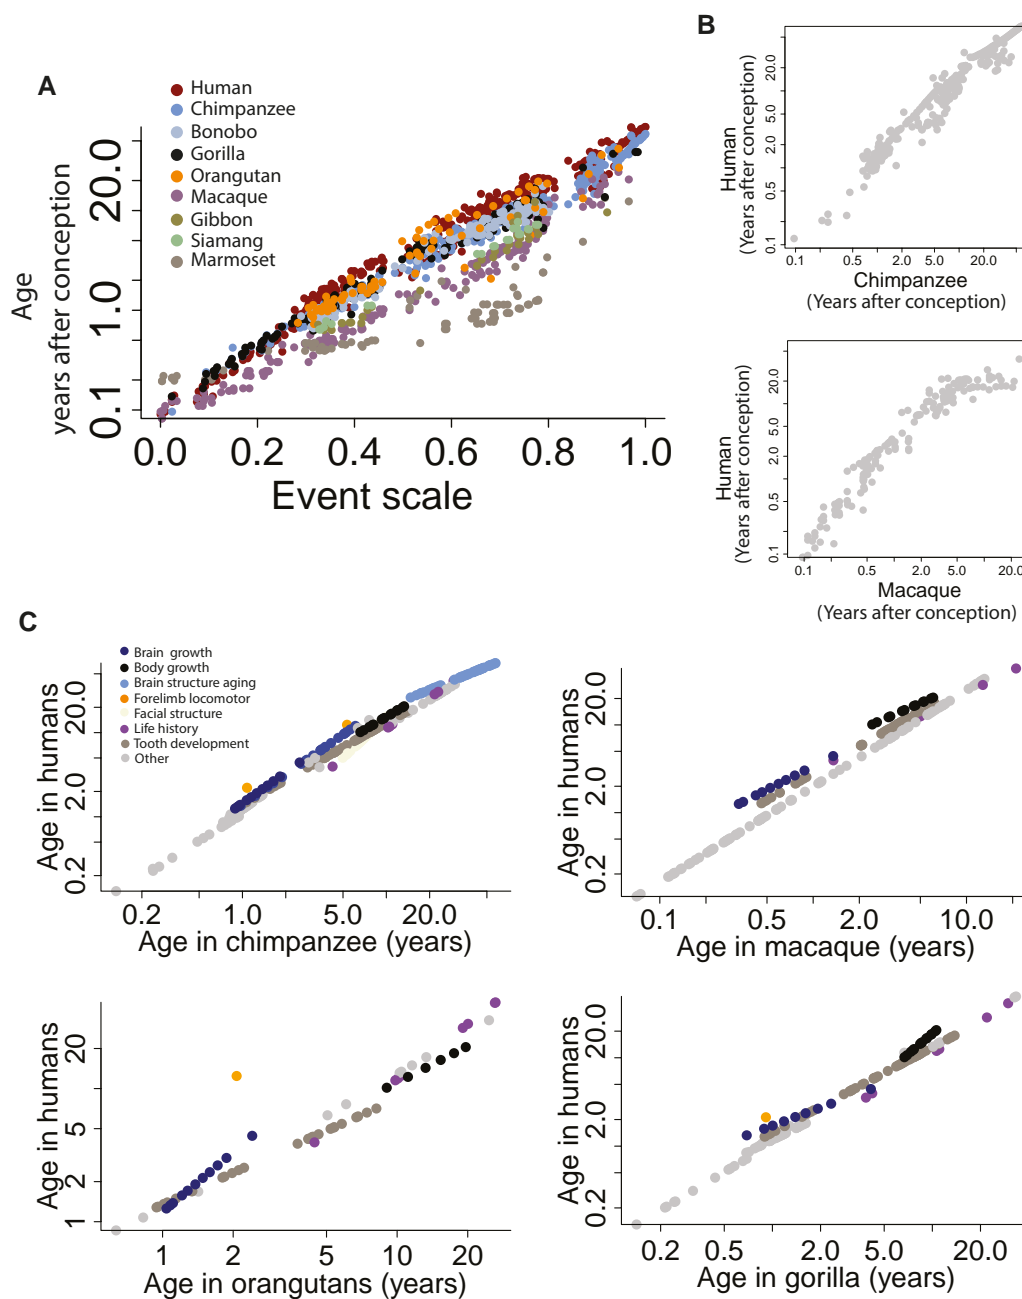 A
Human
Chimpanzee
Bonobo
Gorilla
Orangutan
Macaque
Gibbon
Siamang
Marmoset
Age
years after conception
0.1
1.0
20.0
0.0
0.2
0.4
0.6
0.8
1.0
Event scale
B
Human
(Years after conception)
0.1
0.5
2.0
5.0
20.0
0.1
0.5
2.0
5.0
20.0
Chimpanzee
(Years after conception)
Human
(Years after conception)
0.1
0.5
2.0
5.0
20.0
0.1
0.5
2.0
5.0
20.0
Macaque
(Years after conception)
C
Brain growth
Body growth
Brain structure aging
Forelimb locomotor
Facial structure
Life history
Tooth development
Other
Age in humans
0.2
2.0
20.0
0.2
1.0
5.0
20.0
Age in chimpanzee (years)
Age in humans
0.2
2.0
20.0
0.1
0.5
2.0
10.0
Age in macaque (years)
Age in humans
1
2
5
20
1
2
5
10
20
Age in orangutans (years)
Age in humans
0.2
2.0
20.0
0.2
0.5
2.0
5.0
20.0
Age in gorilla (years)